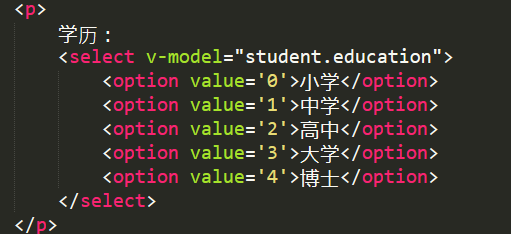 <p>
学历：
<select v-model="student.education">
<option value='0'>小学</option>
<option value='1'>中学</option>
<option value='2'>高中</option>
<option value='3'>大学</option>
<option value='4'>博士</option>
</select>
</p>